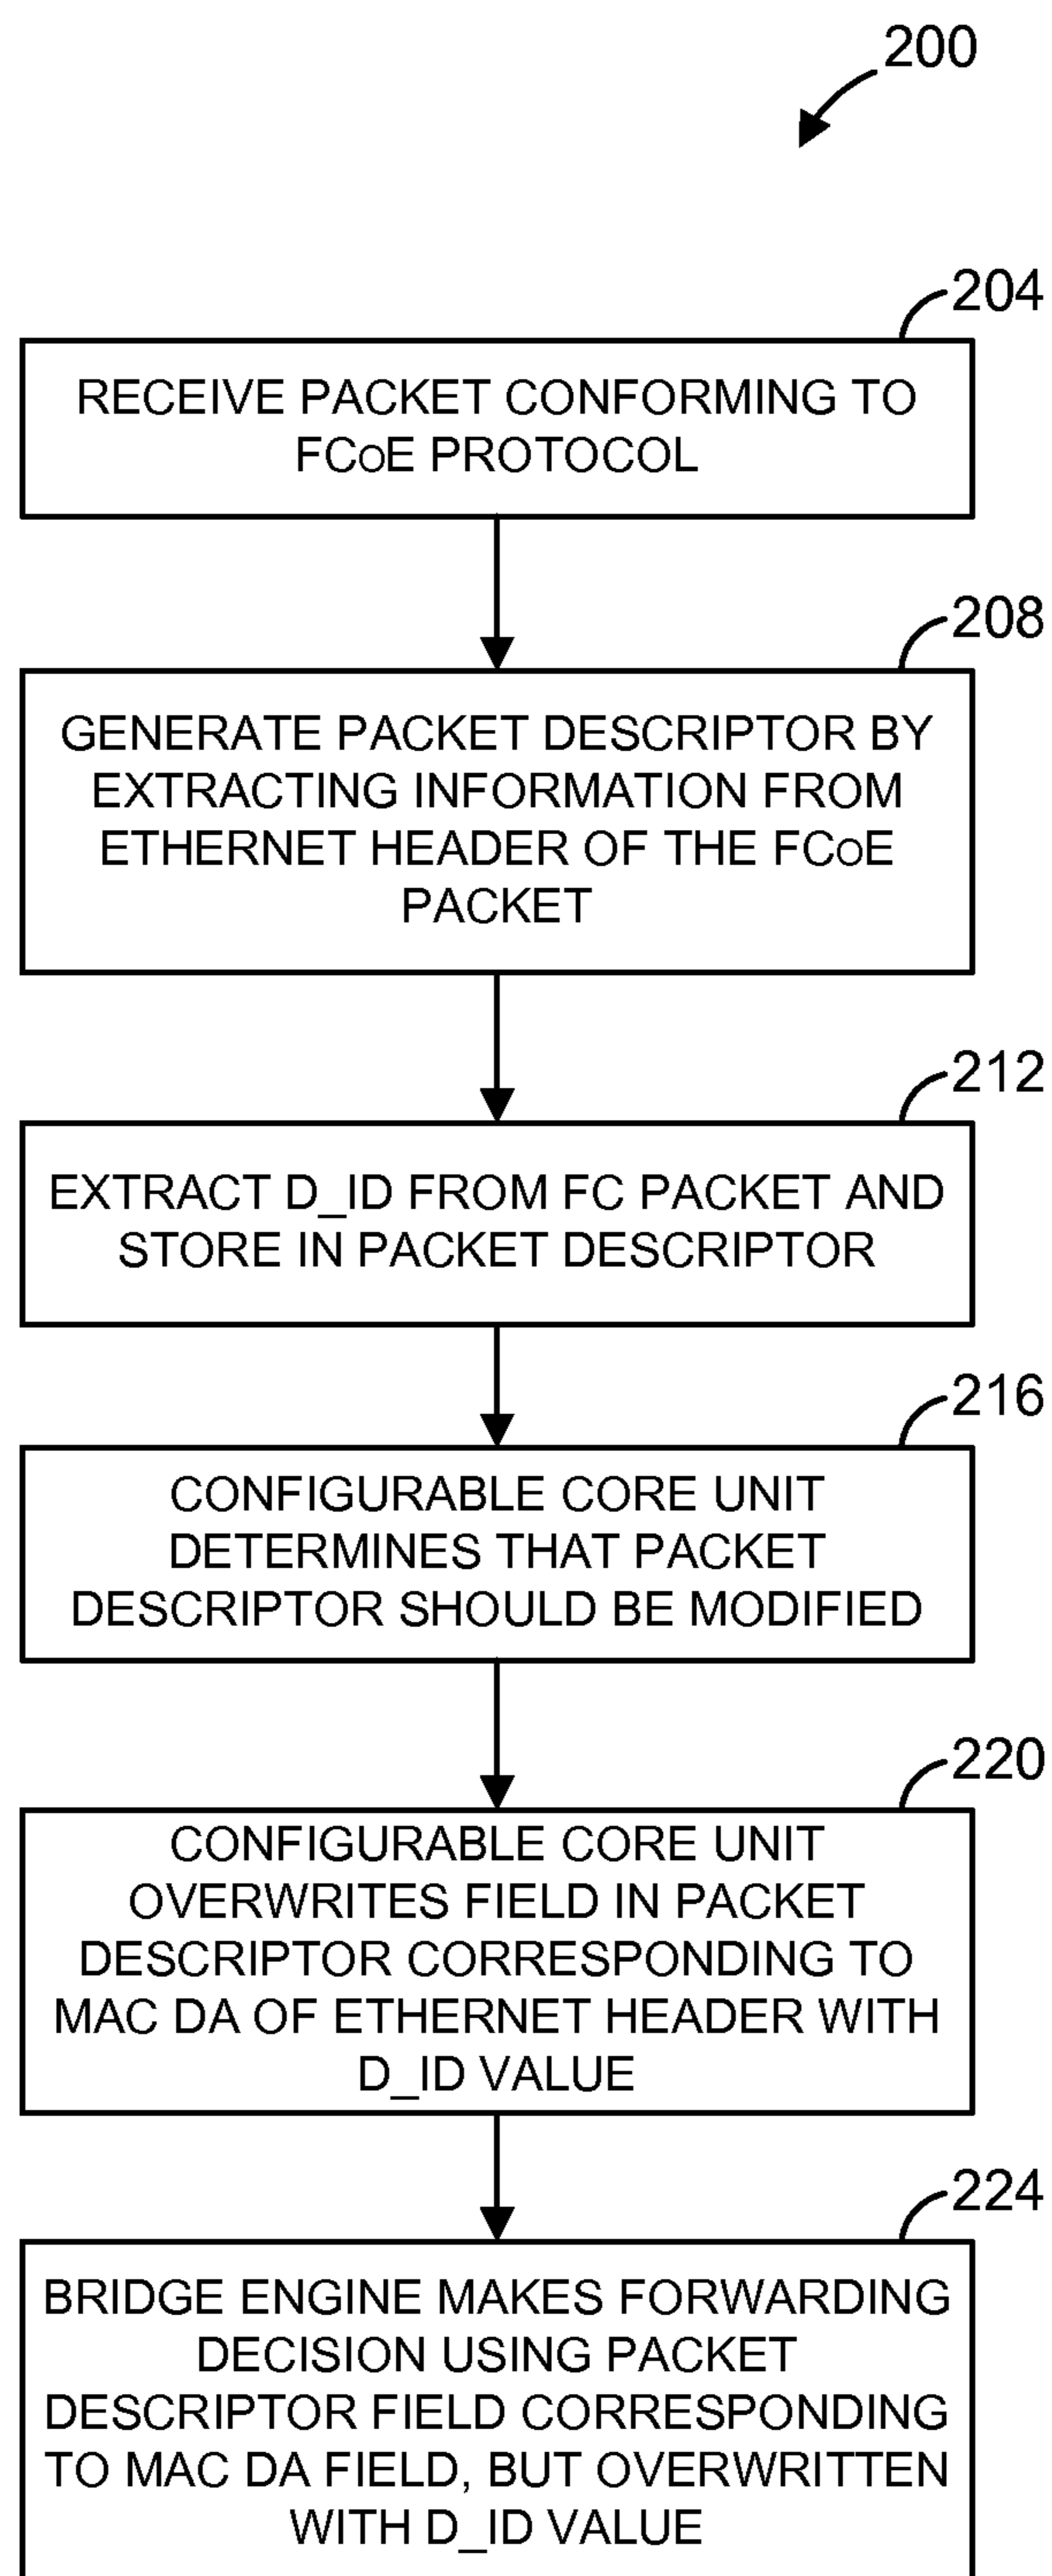 200
204
RECEIVE PACKET CONFORMING TO
FCOE PROTOCOL
208
GENERATE PACKET DESCRIPTOR BY
EXTRACTING INFORMATION FROM
ETHERNET HEADER OF THE FCOE
PACKET
212
EXTRACT D_ID FROM FC PACKET AND
STORE IN PACKET DESCRIPTOR
216
CONFIGURABLE CORE UNIT
DETERMINES THAT PACKET
DESCRIPTOR SHOULD BE MODIFIED
220
CONFIGURABLE CORE UNIT
OVERWRITES FIELD IN PACKET
DESCRIPTOR CORRESPONDING TO
MAC DA OF ETHERNET HEADER WITH
D_ID VALUE
224
BRIDGE ENGINE MAKES FORWARDING
DECISION USING PACKET
DESCRIPTOR FIELD CORRESPONDING
TO MAC DA FIELD, BUT OVERWRITTEN
WITH D_ID VALUE